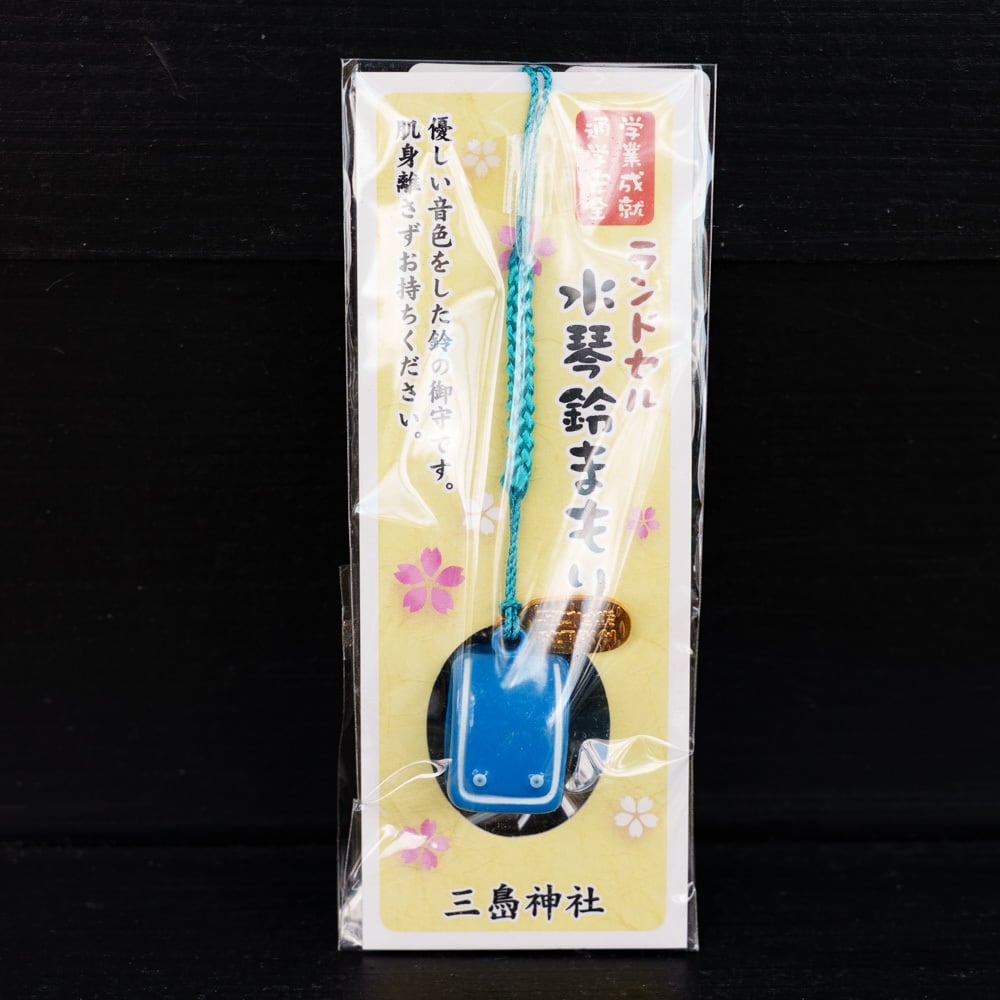 学業成就
通学安全
ランドセル
水琴鈴まもり
優しい音色をした鈴の御守です。
肌身離さずお持ちください。
三嶌神社